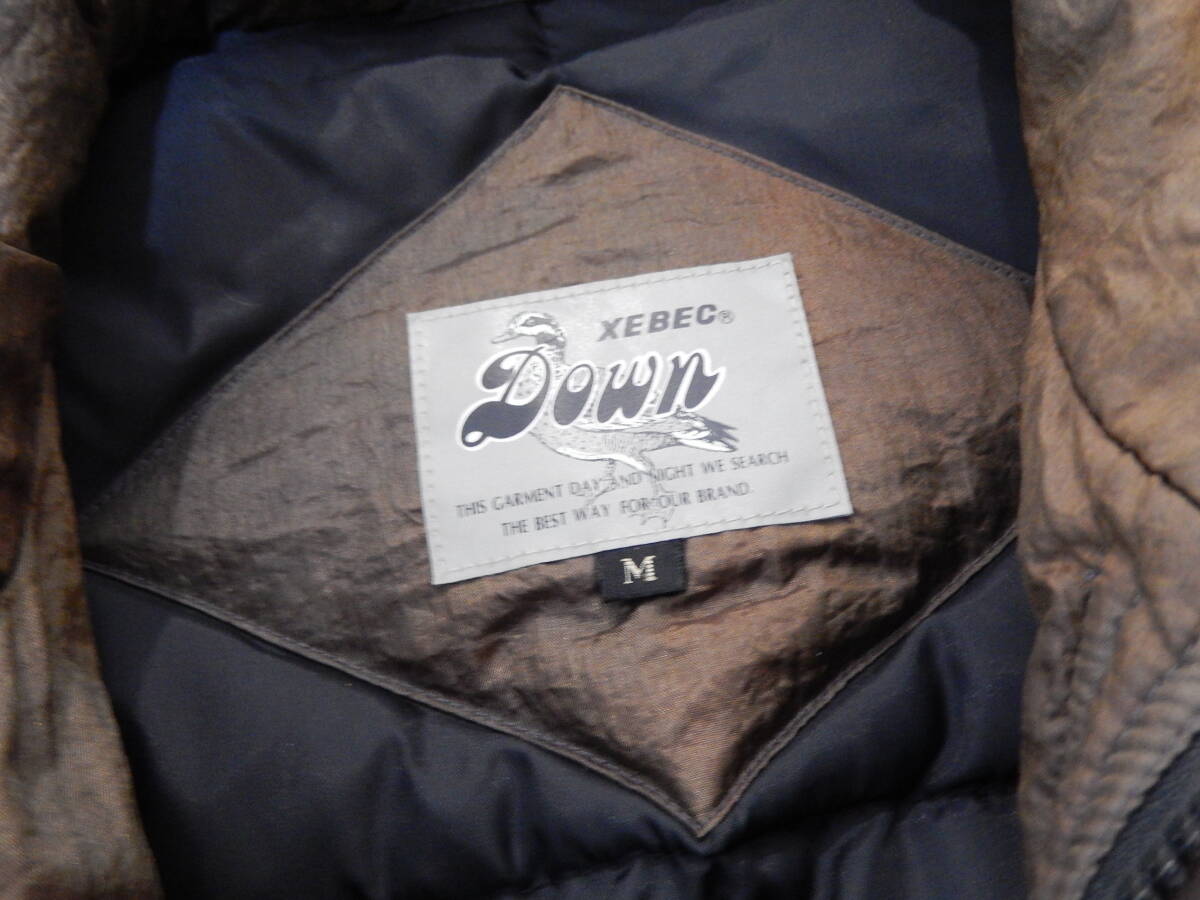 XEBEC®
Down
THIS GARMENT DAY AND NIGHT WE SEARCH
THE BEST WAY FOR OUR BRAND.
M